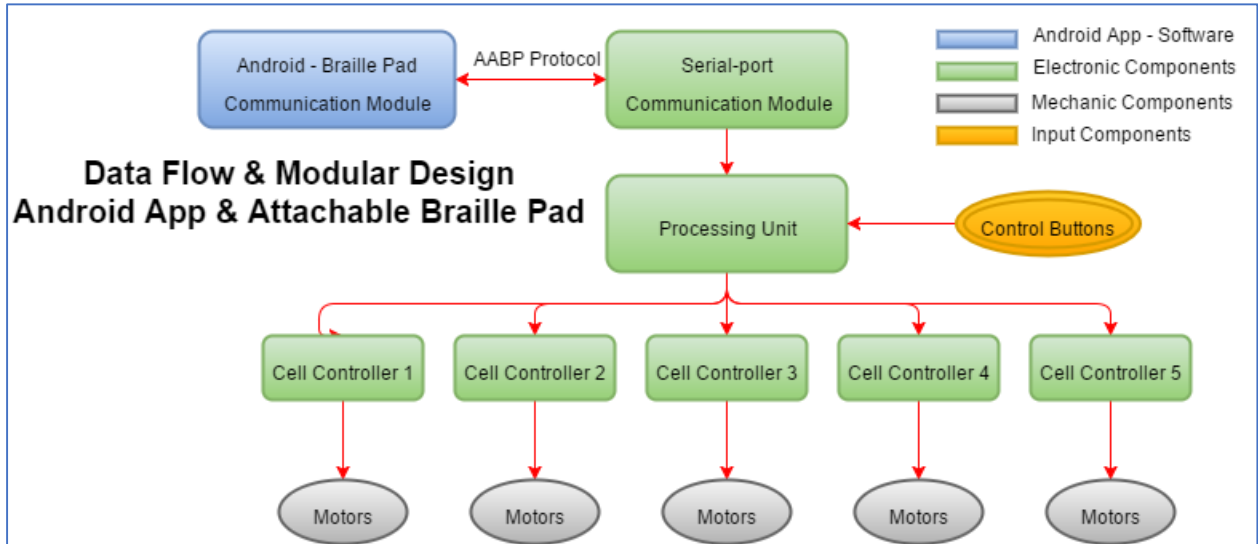 Android - Braille Pad
Communication Module
AABP Protocol
Serial-port
Communication Module
Android App - Software
Electronic Components
Mechanic Components
Input Components
Data Flow & Modular Design
Android App & Attachable Braille Pad
Processing Unit
Control Buttons
Cell Controller 1
Cell Controller 2
Cell Controller 3
Cell Controller 4
Cell Controller 5
Motors
Motors
Motors
Motors
Motors